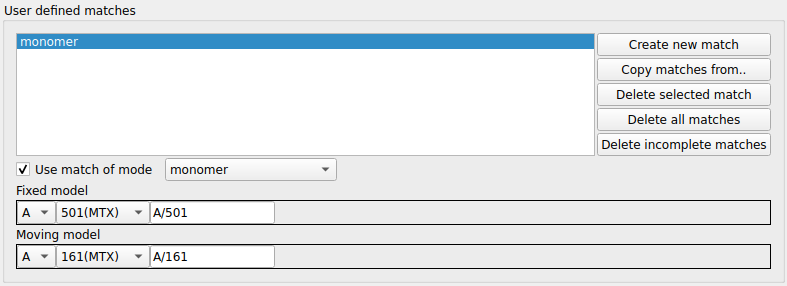 User defined matches
monomer
Create new match
Copy matches from..
Delete selected match
Delete all matches
Delete incomplete matches
Use match of mode monomer
Fixed model
A 501(MTX) A/501
Moving model
A 161(MTX) A/161